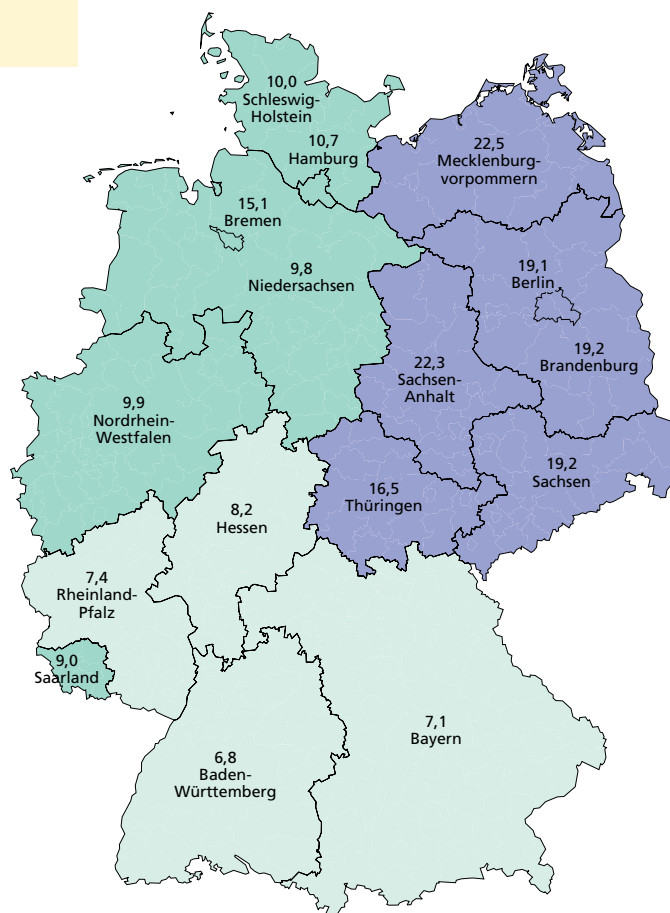 10,0
Schleswig-
Holstein
10,7
Hamburg
22,5
Mecklenburg-
vorpommern
15,1
Bremen
9,8
Niedersachsen
19,1
Berlin
19,2
Brandenburg
22,3
Sachsen-
Anhalt
9,9
Nordrhein-
Westfalen
19,2
Sachsen
16,5
Thüringen
8,2
Hessen
7,4
Rheinland-
Pfalz
9,0
Saarland
7,1
Bayern
6,8
Baden-
Württemberg